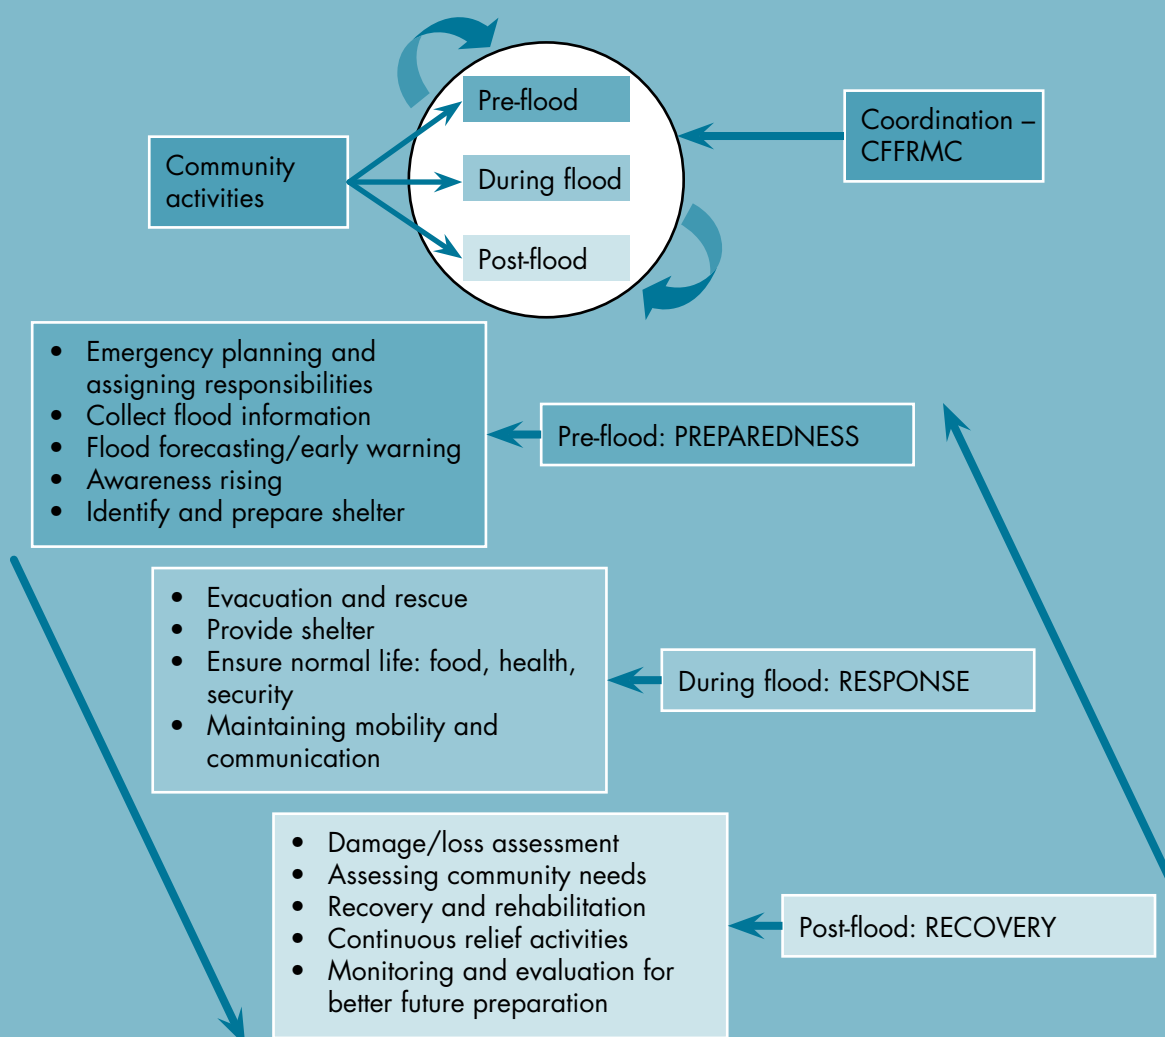 Pre-flood
During flood
Post-flood
Community
activities
Coordination –
CFFRMC
• Emergency planning and
assigning responsibilities
• Collect flood information
• Flood forecasting/early warning
• Awareness rising
• Identify and prepare shelter
Pre-flood: PREPAREDNESS
• Evacuation and rescue
• Provide shelter
• Ensure normal life: food, health,
security
• Maintaining mobility and
communication
During flood: RESPONSE
• Damage/loss assessment
• Assessing community needs
• Recovery and rehabilitation
• Continuous relief activities
• Monitoring and evaluation for
better future preparation
Post-flood: RECOVERY